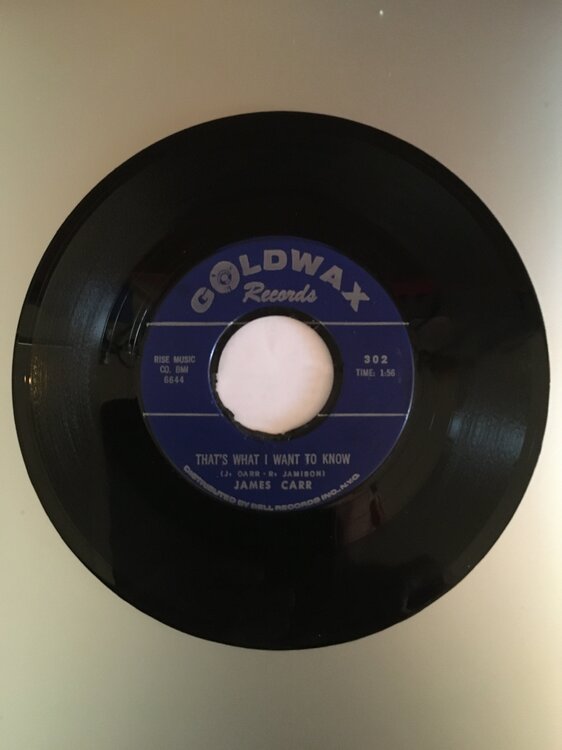 GOLDWAX
Records
RISE MUSIC
CO. BMI
6644
302
TIME: 1:56
THAT'S WHAT I WANT TO KNOW
(J. CARR - R. JAMISON)
JAMES CARR
DISTRIBUTED BY BELL RECORDS INC., N.Y.C.